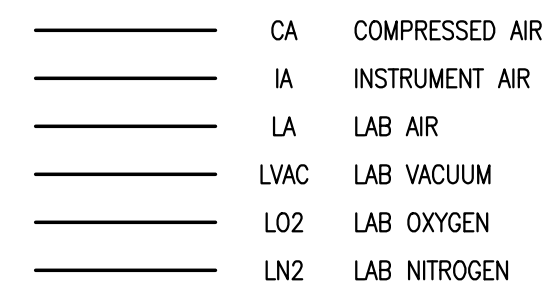 CA COMPRESSED AIR
IA INSTRUMENT AIR
LA LAB AIR
LVAC LAB VACUUM
LO2 LAB OXYGEN
LN2 LAB NITROGEN